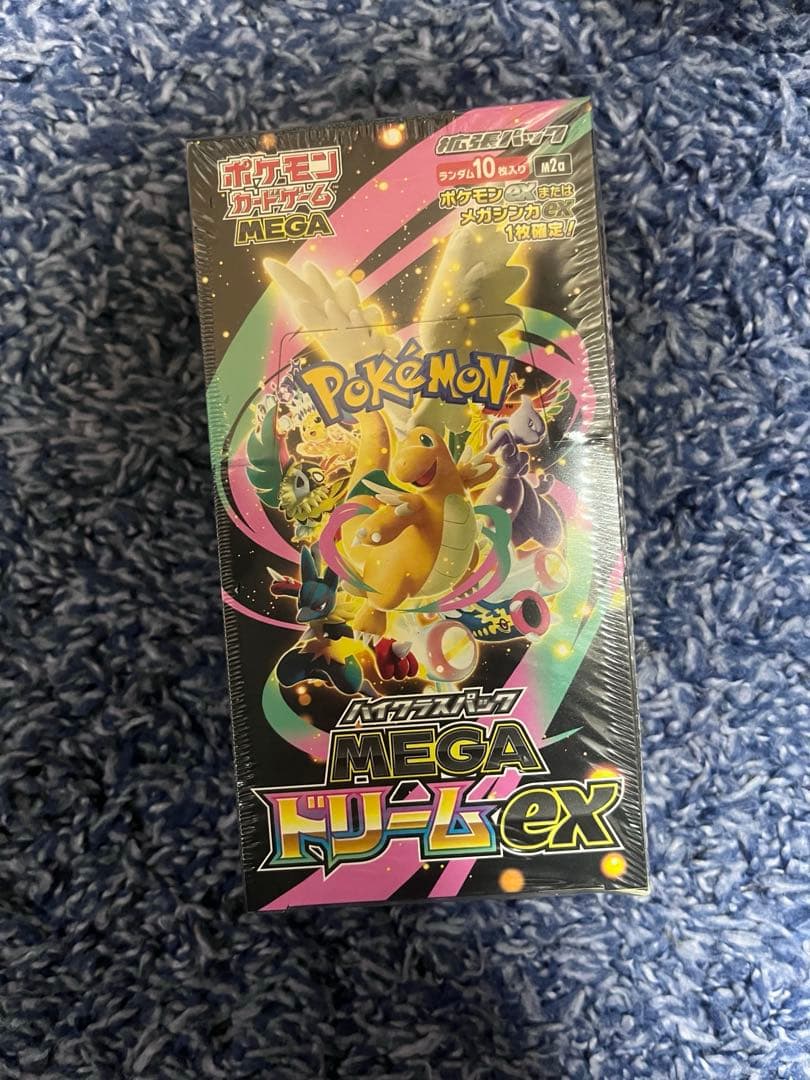 ポケモン
カードゲーム
MEGA
拡張パック
ランダム10枚入り M2a
ポケモンexまたは
メガシンカex
1枚確定!
POKéMON
ハイクラスパック
MEGA
ドリームex